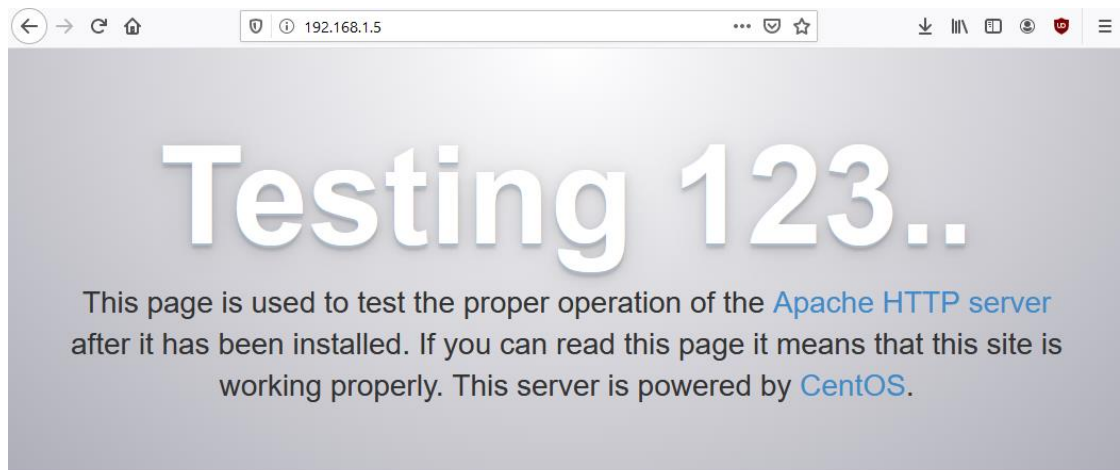 192.168.1.5
Testing 123..
This page is used to test the proper operation of the Apache HTTP server
after it has been installed. If you can read this page it means that this site is
working properly. This server is powered by CentOS.